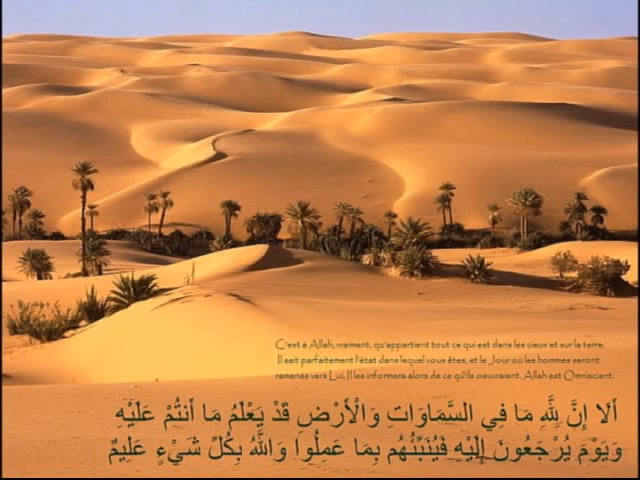 C'est à Allah, vraiment, qu'appartient tout ce qui est dans les cieux et sur la terre.
Il sait parfaitement l'état dans lequel vous êtes, et le Jour où les hommes seront
ramenés vers Lui, Il les informera alors de ce qu'ils oeuvraient. Allah est Omniscient.
أَلَا إِنَّ لِلَّهِ مَا فِي السَّمَاوَاتِ وَالْأَرْضِ قَدْ يَعْلَمُ مَا أَنتُمْ عَلَيْهِ
وَيَوْمَ يُرْجَعُونَ إِلَيْهِ فَيُنَبِّئُهُم بِمَا عَمِلُوا وَاللَّهُ بِكُلِّ شَيْءٍ عَلِيمٌ